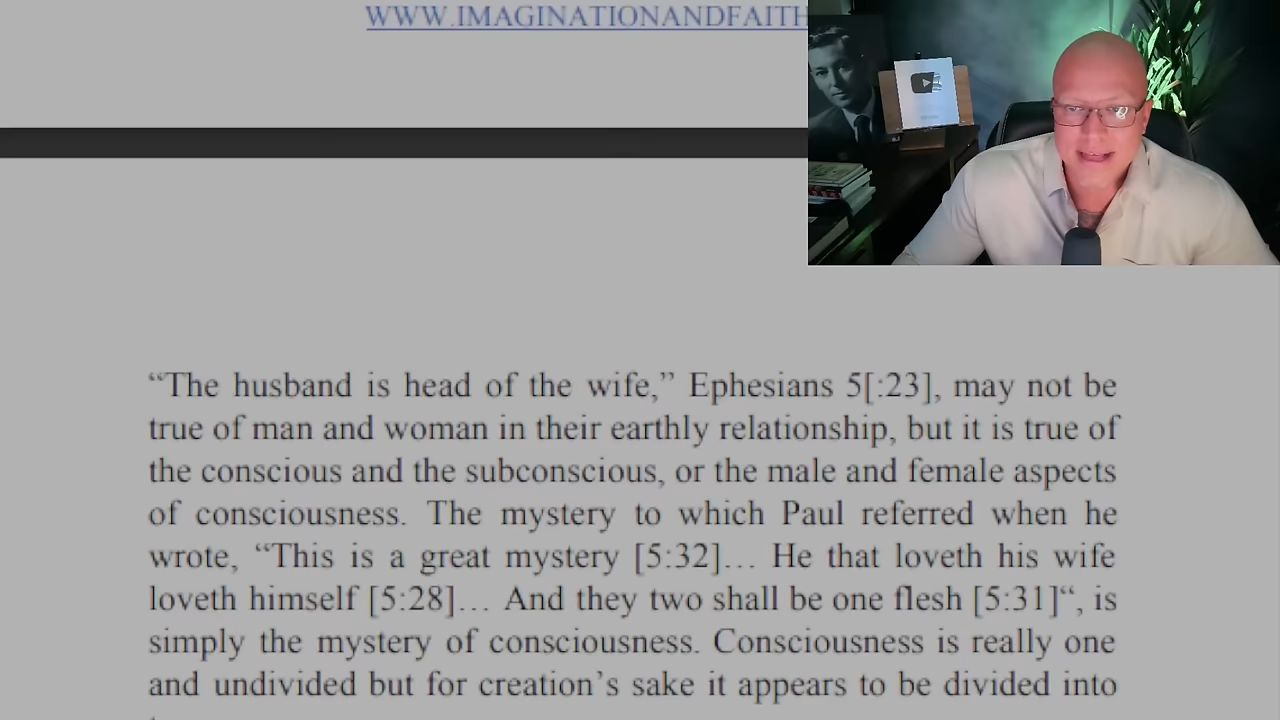 WWW.IMAGINATIONANDFAITH
“The husband is head of the wife,” Ephesians 5[:23], may not be
true of man and woman in their earthly relationship, but it is true of
the conscious and the subconscious, or the male and female aspects
of consciousness. The mystery to which Paul referred when he
wrote, “This is a great mystery [5:32]… He that loveth his wife
loveth himself [5:28]… And they two shall be one flesh [5:31]“, is
simply the mystery of consciousness. Consciousness is really one
and undivided but for creation’s sake it appears to be divided into